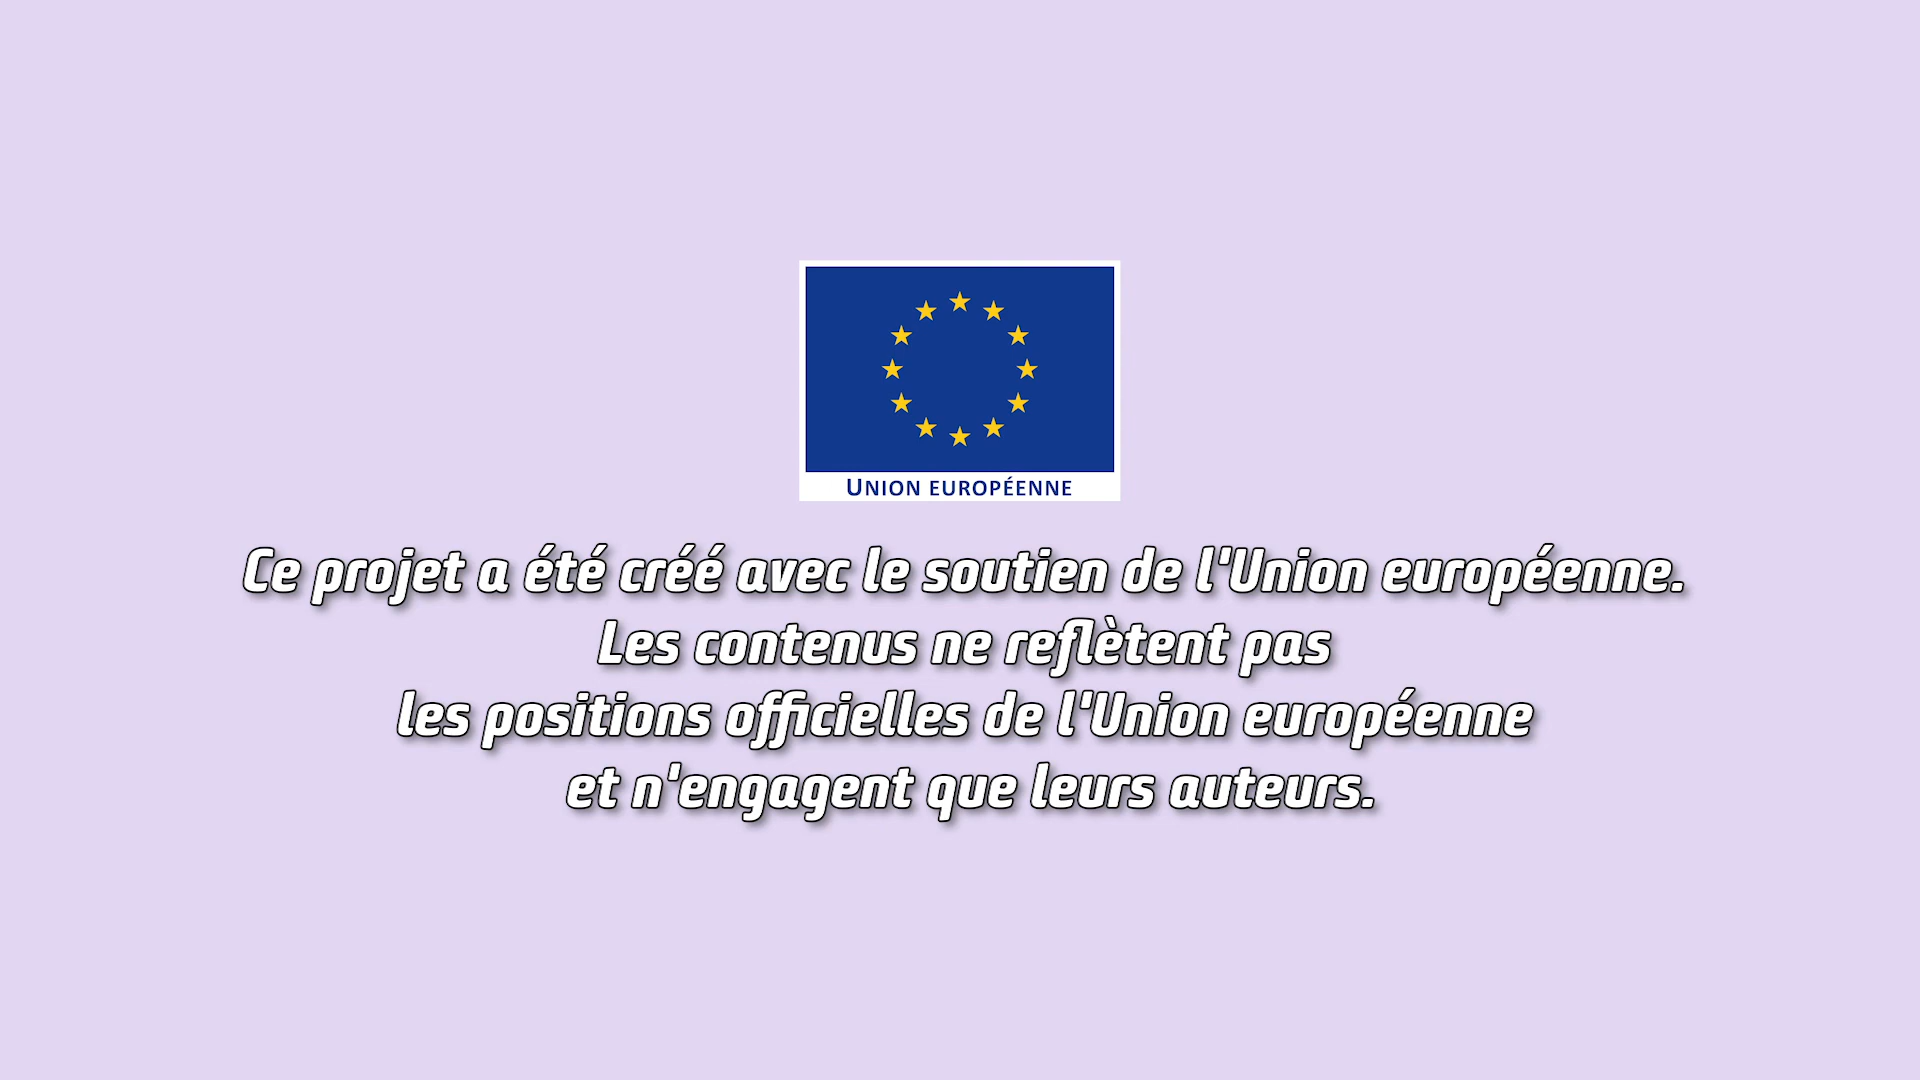 UNION EUROPÉENNE
Ce projet a été créé avec le soutien de l'Union européenne.
Les contenus ne reflètent pas
les positions officielles de l'Union européenne
et n'engagent que leurs auteurs.